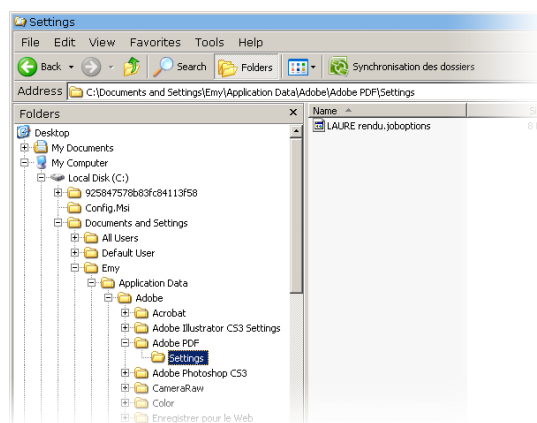 Settings
File Edit View Favorites Tools Help
Back Search Folders Synchronisation des dossiers
Address C:\Documents and Settings\Emy\Application Data\Adobe\Adobe PDF\Settings
Folders x Name
Desktop LAURE rendu.joboptions
My Documents
My Computer
Local Disk (C:)
925847578b83fc84113f58
Config.Msi
Documents and Settings
All Users
Default User
Emy
Application Data
Adobe
Acrobat
Adobe Illustrator CS3 Settings
Adobe PDF
Settings
Adobe Photoshop CS3
CameraRaw
Color
Enregistrer pour le Web